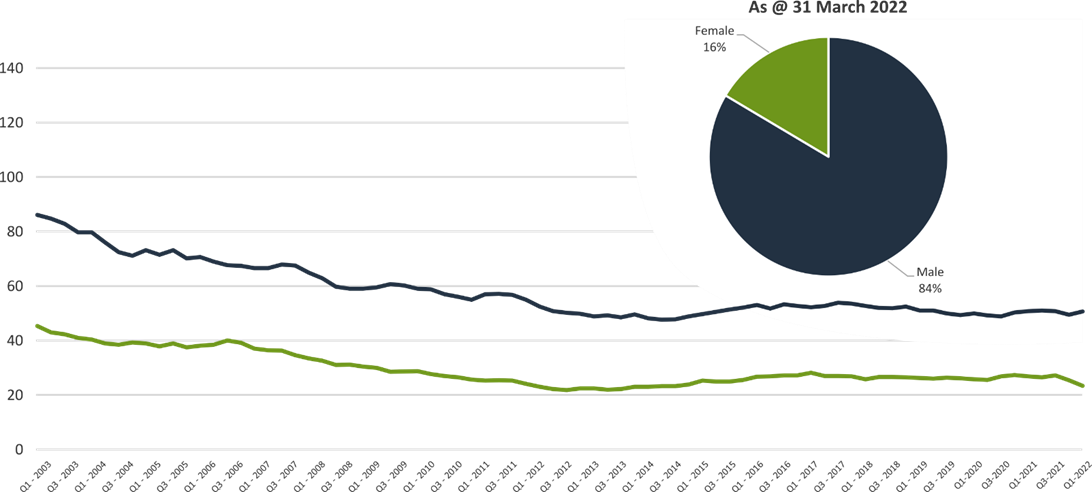 As @ 31 March 2022
Female
16%
Male
84%
140
120
100
80
60
40
20
0
Q1 - 2003
Q3 - 2003
Q1 - 2004
Q3 - 2004
Q1 - 2005
Q3 - 2005
Q1 - 2006
Q3 - 2006
Q1 - 2007
Q3 - 2007
Q1 - 2008
Q3 - 2008
Q1 - 2009
Q3 - 2009
Q1 - 2010
Q3 - 2010
Q1 - 2011
Q3 - 2011
Q1 - 2012
Q3 - 2012
Q1 - 2013
Q3 - 2013
Q1 - 2014
Q3 - 2014
Q1 - 2015
Q3 - 2015
Q1 - 2016
Q3 - 2016
Q1 - 2017
Q3 - 2017
Q1 - 2018
Q3 - 2018
Q1 - 2019
Q3 - 2019
Q1 - 2020
Q3 - 2020
Q1 - 2021
Q3 - 2021
Q1 - 2022